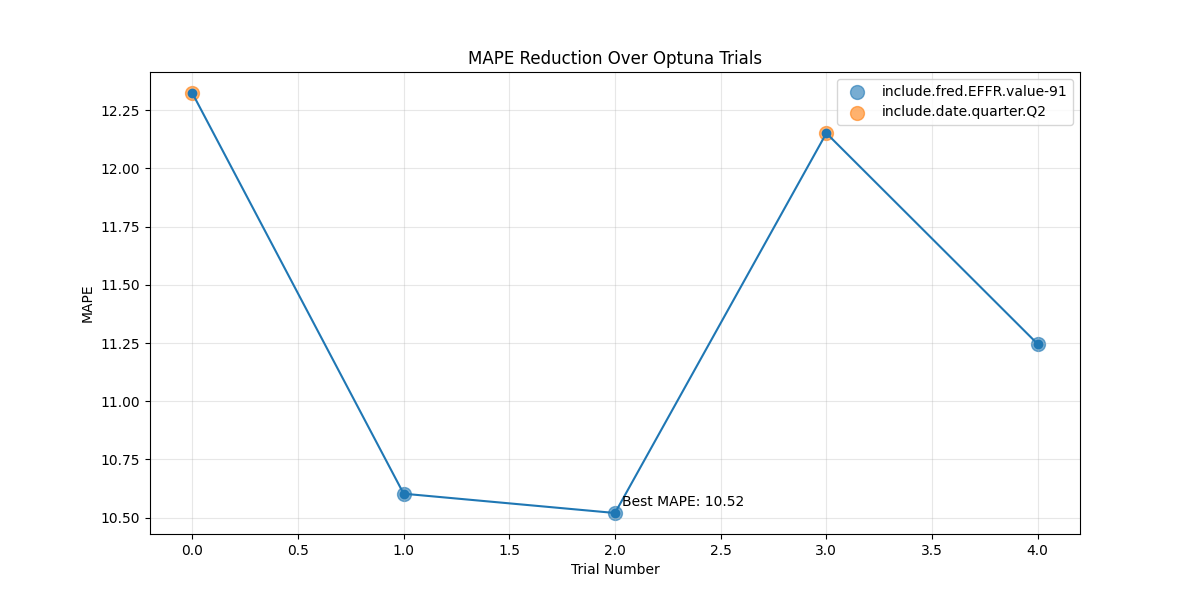 MAPE Reduction Over Optuna Trials
include.fred.EFFR.value-91
include.date.quarter.Q2
MAPE
12.25
12.00
11.75
11.50
11.25
11.00
10.75
10.50
Best MAPE: 10.52
0.0 0.5 1.0 1.5 2.0 2.5 3.0 3.5 4.0
Trial Number